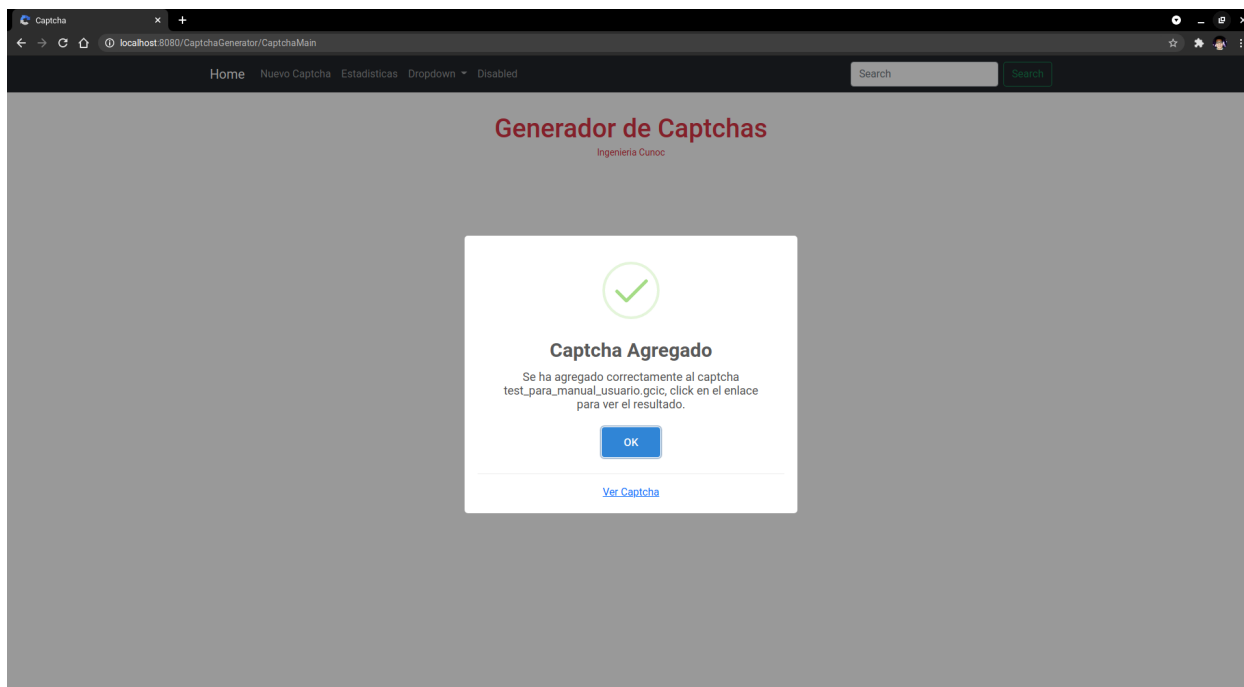 Captcha
localhost:8080/CaptchaGenerator/CaptchaMain
Home Nuevo Captcha Estadisticas Dropdown Disabled Search Search
Generador de Captchas
Ingenieria Cunoc
Captcha Agregado
Se ha agregado correctamente al captcha
test_para_manual_usuario.gcic, click en el enlace
para ver el resultado.
OK
Ver Captcha